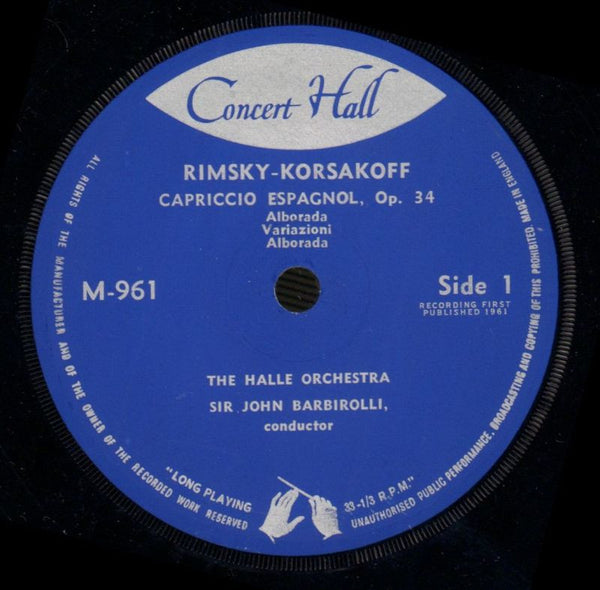 Concert Hall
RIMSKY-KORSAKOFF
CAPRICCIO ESPAGNOL, Op. 34
Alborada
Variazioni
Alborada
M-961
Side 1
RECORDING FIRST
PUBLISHED 1961
THE HALLE ORCHESTRA
SIR JOHN BARBIROLLI,
conductor
"LONG PLAYING 33-1/3 R.P.M."
ALL RIGHTS OF THE MANUFACTURER AND OF THE OWNER OF THE RECORDED WORK RESERVED
UNAUTHORISED PUBLIC PERFORMANCE, BROADCASTING AND COPYING OF THIS PROHIBITED. MADE IN ENGLAND